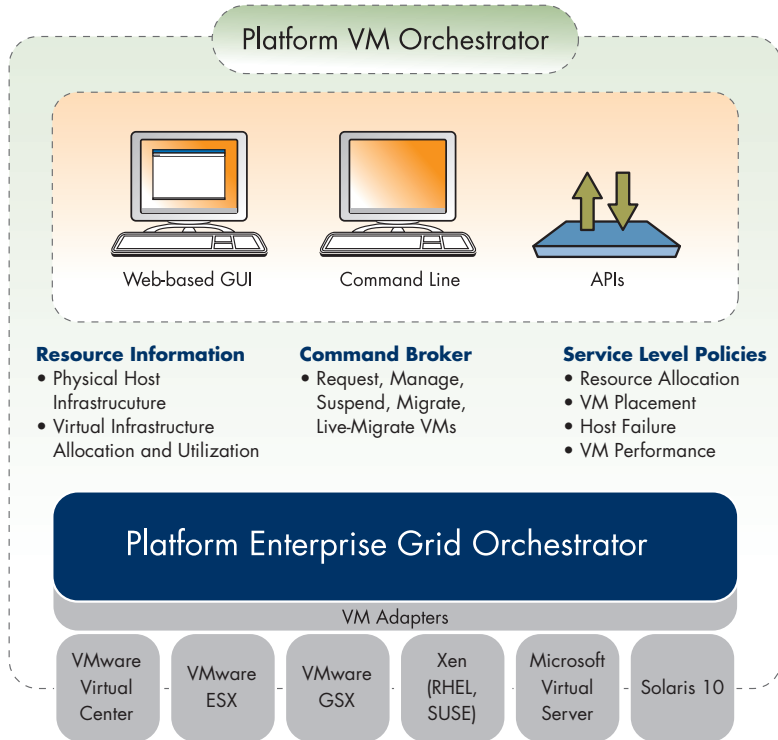 Platform VM Orchestrator
Web-based GUI
Command Line
APIs
Resource Information
• Physical Host
Infrastrucuture
• Virtual Infrastructure
Allocation and Utilization
Command Broker
• Request, Manage,
Suspend, Migrate,
Live-Migrate VMs
Service Level Policies
• Resource Allocation
• VM Placement
• Host Failure
• VM Performance
Platform Enterprise Grid Orchestrator
VM Adapters
VMware
Virtual
Center
VMware
ESX
VMware
GSX
Xen
(RHEL,
SUSE)
Microsoft
Virtual
Server
Solaris 10